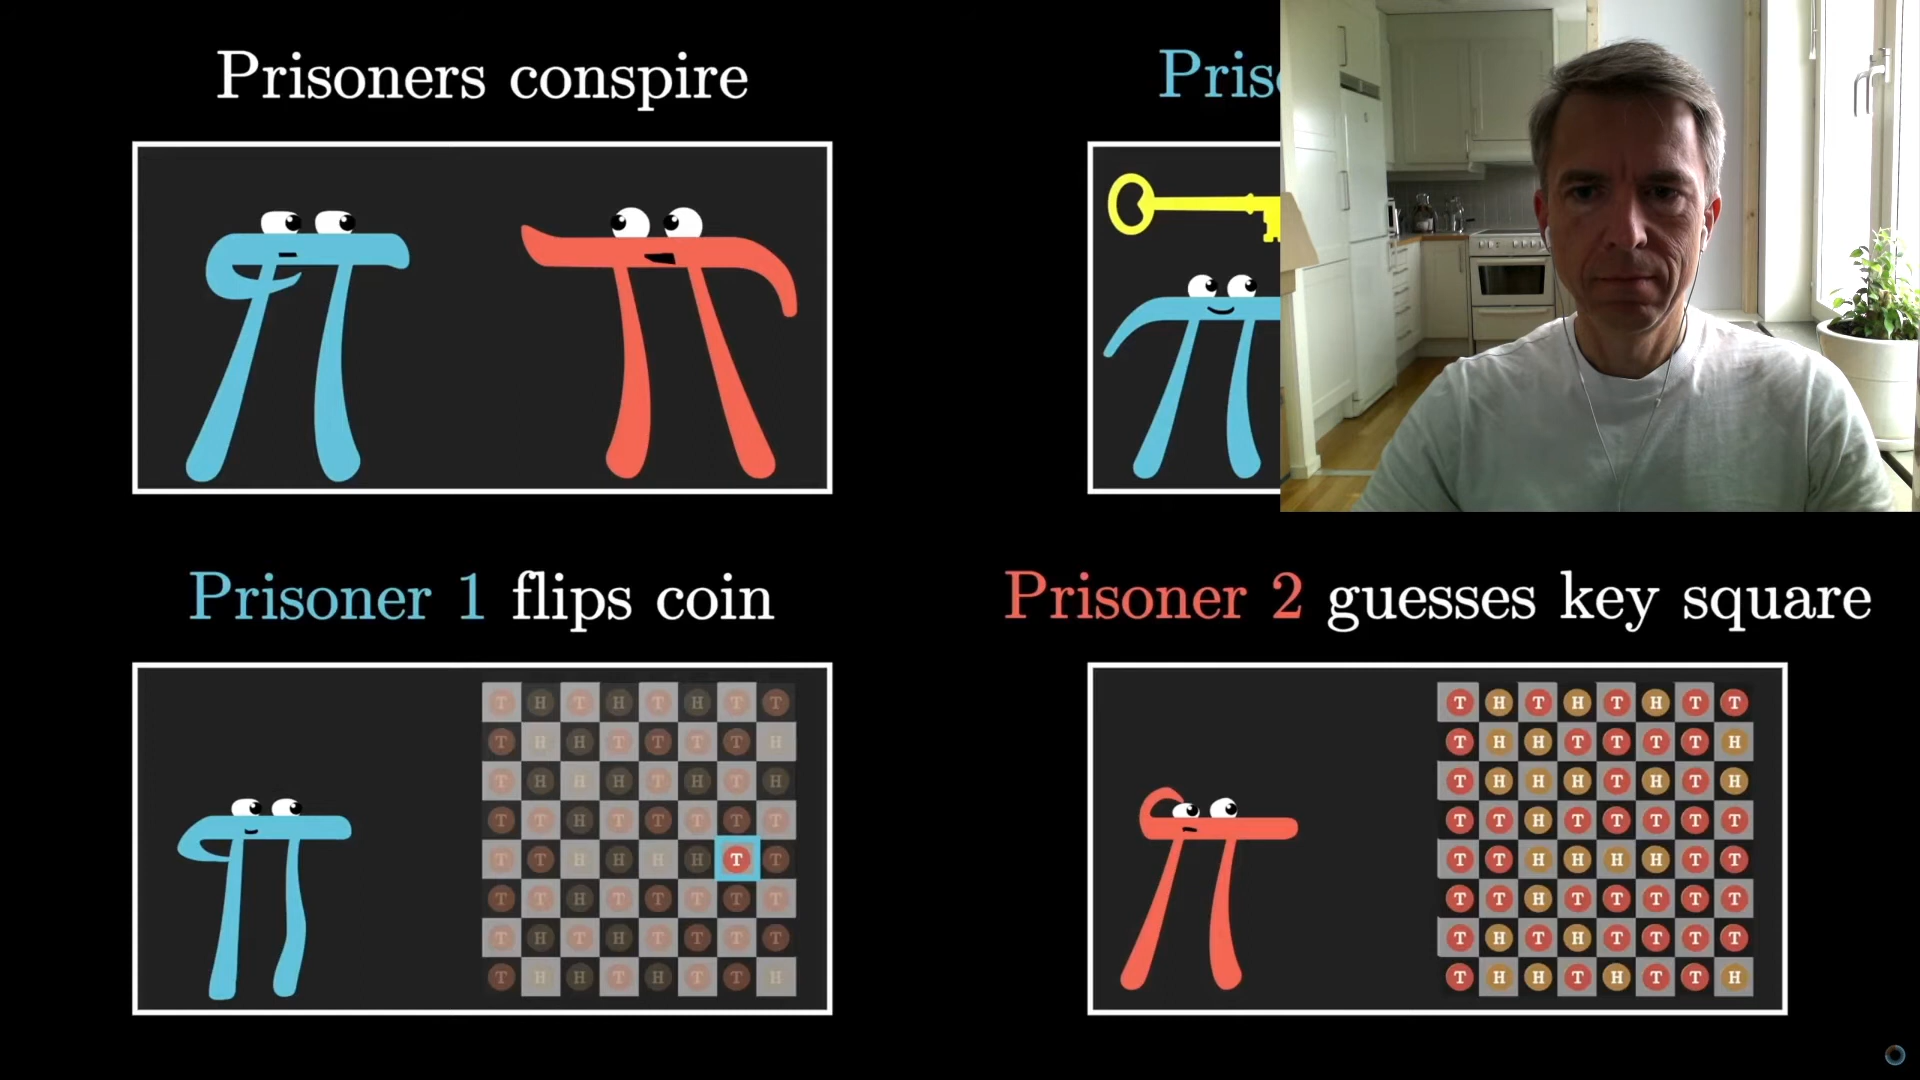 Prisoners conspire
Pris
Prisoner 1 flips coin
T H T H T H T T
T H H T T T T H
T H H H T H T H
T T H T T T T T
T T H H H H T T
T T H T T T T T
T H T H T T T T
T H H T H T T H
Prisoner 2 guesses key square
T H T H T H T T
T H H T T T T H
T H H H T H T H
T T H T T T T T
T T H H H H T T
T T H T T T T T
T H T H T T T T
T H H T H T T H